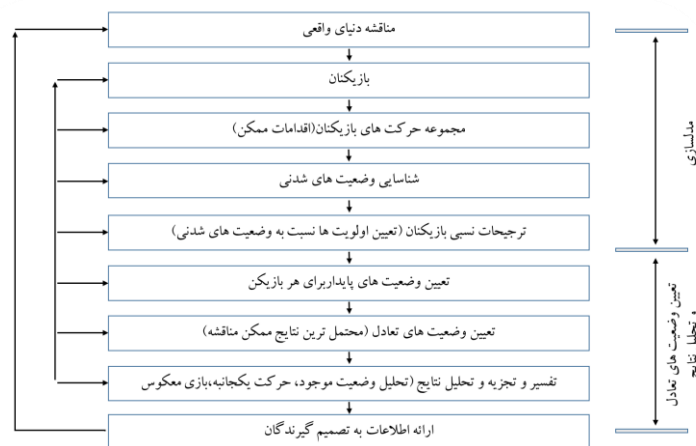 مناقشه دنیای واقعی
بازیکنان
مجموعه حرکت های بازیکنان(اقدامات ممکن)
شناسایی وضعیت های شدنی
ترجیحات نسبی بازیکنان (تعیین اولویت ها نسبت به وضعیت های شدنی)
تعیین وضعیت های پایداربرای هر بازیکن
تعیین وضعیت های تعادل (محتمل ترین نتایج ممکن مناقشه)
تفسیر و تجزیه و تحلیل نتایج (تحلیل وضعیت موجود، حرکت یکجانبه،بازی معکوس
ارائه اطلاعات به تصمیم گیرندگان
مدلسازی
تعیین وضعیت های تعادل
و تحلیل نتایج